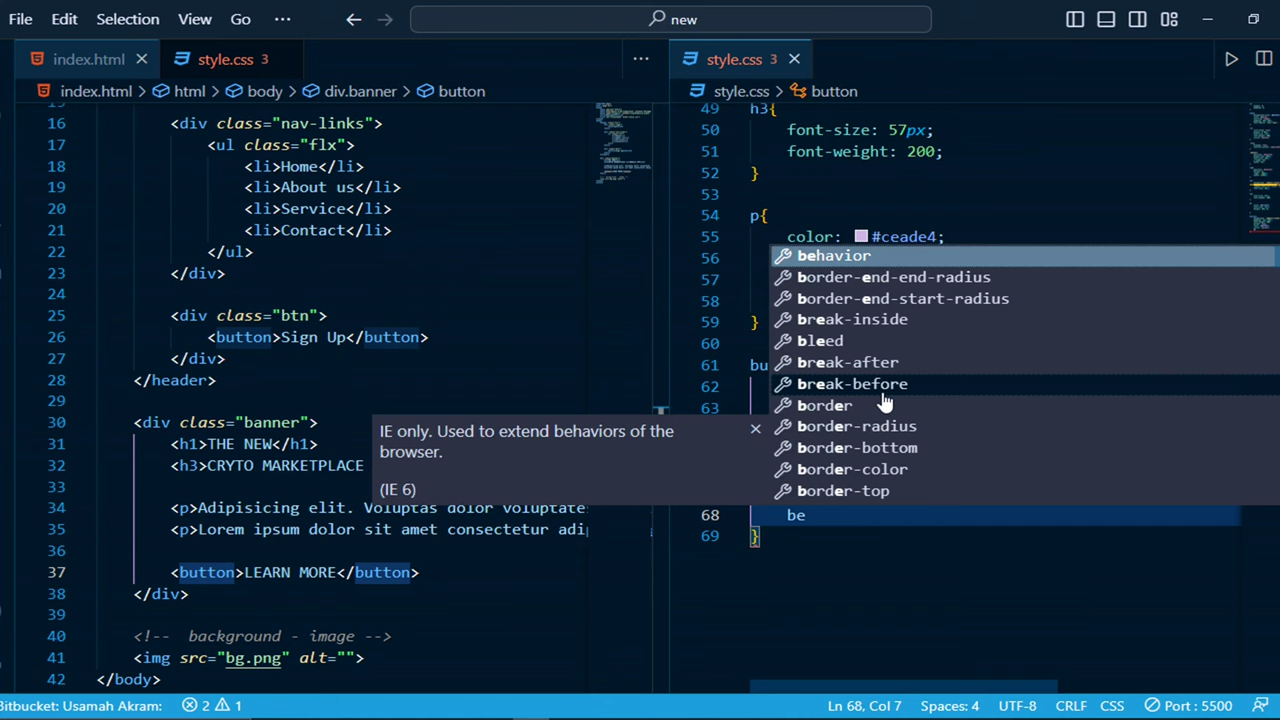 File Edit Selection View Go ··· new
index.html style.css 3 ···
index.html > html > body > div.banner > button
16 <div class="nav-links">
17 <ul class="flx">
18 <li>Home</li>
19 <li>About us</li>
20 <li>Service</li>
21 <li>Contact</li>
22 </ul>
23 </div>
24
25 <div class="btn">
26 <button>Sign Up</button>
27 </div>
28 </header>
29
30 <div class="banner">
31 <h1>THE NEW</h1>
32 <h3>CRYTO MARKETPLACE
33
34 <p>Adipisicing elit. Voluptas dolor voluptate
35 <p>Lorem ipsum dolor sit amet consectetur adip
36
37 <button>LEARN MORE</button>
38 </div>
39
40 <!-- background - image -->
41 <img src="bg.png" alt="">
42 </body>
IE only. Used to extend behaviors of the
browser.
(IE 6)
style.css 3
style.css > button
49 h3{
50 font-size: 57px;
51 font-weight: 200;
52 }
53
54 p{
55 color: #ceade4;
56
57
58
59 }
60
61 bu
62
63
behavior
border-end-end-radius
border-end-start-radius
break-inside
bleed
break-after
break-before
border
border-radius
border-bottom
border-color
border-top
68 be
69 }
Bitbucket: Usamah Akram: 2 1 Ln 68, Col 7 Spaces: 4 UTF-8 CRLF CSS Port : 5500